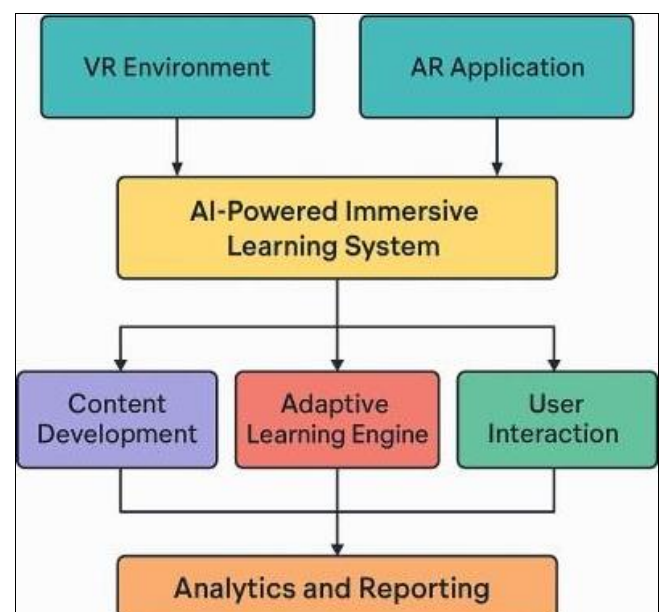 VR Environment
AR Application
AI-Powered Immersive
Learning System
Content
Development
Adaptive
Learning Engine
User
Interaction
Analytics and Reporting